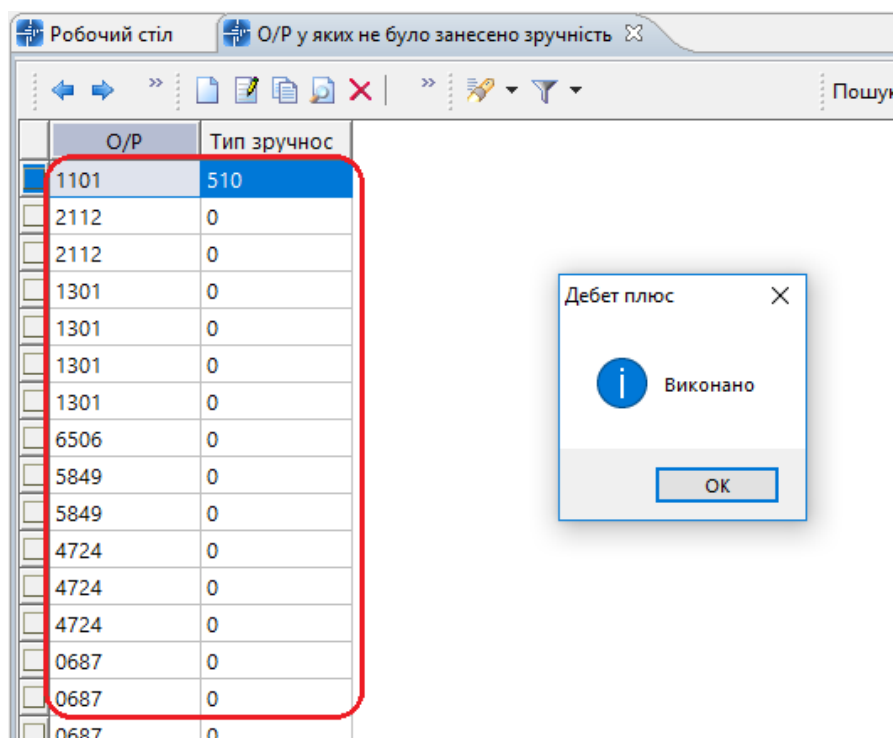 Робочий стіл О/Р у яких не було занесено зручність
Пошук
О/Р Тип зручнос
1101 510
2112 0
2112 0
1301 0
1301 0
1301 0
1301 0
6506 0
5849 0
5849 0
4724 0
4724 0
4724 0
0687 0
0687 0
0687 0
Дебет плюс
Виконано
ОК